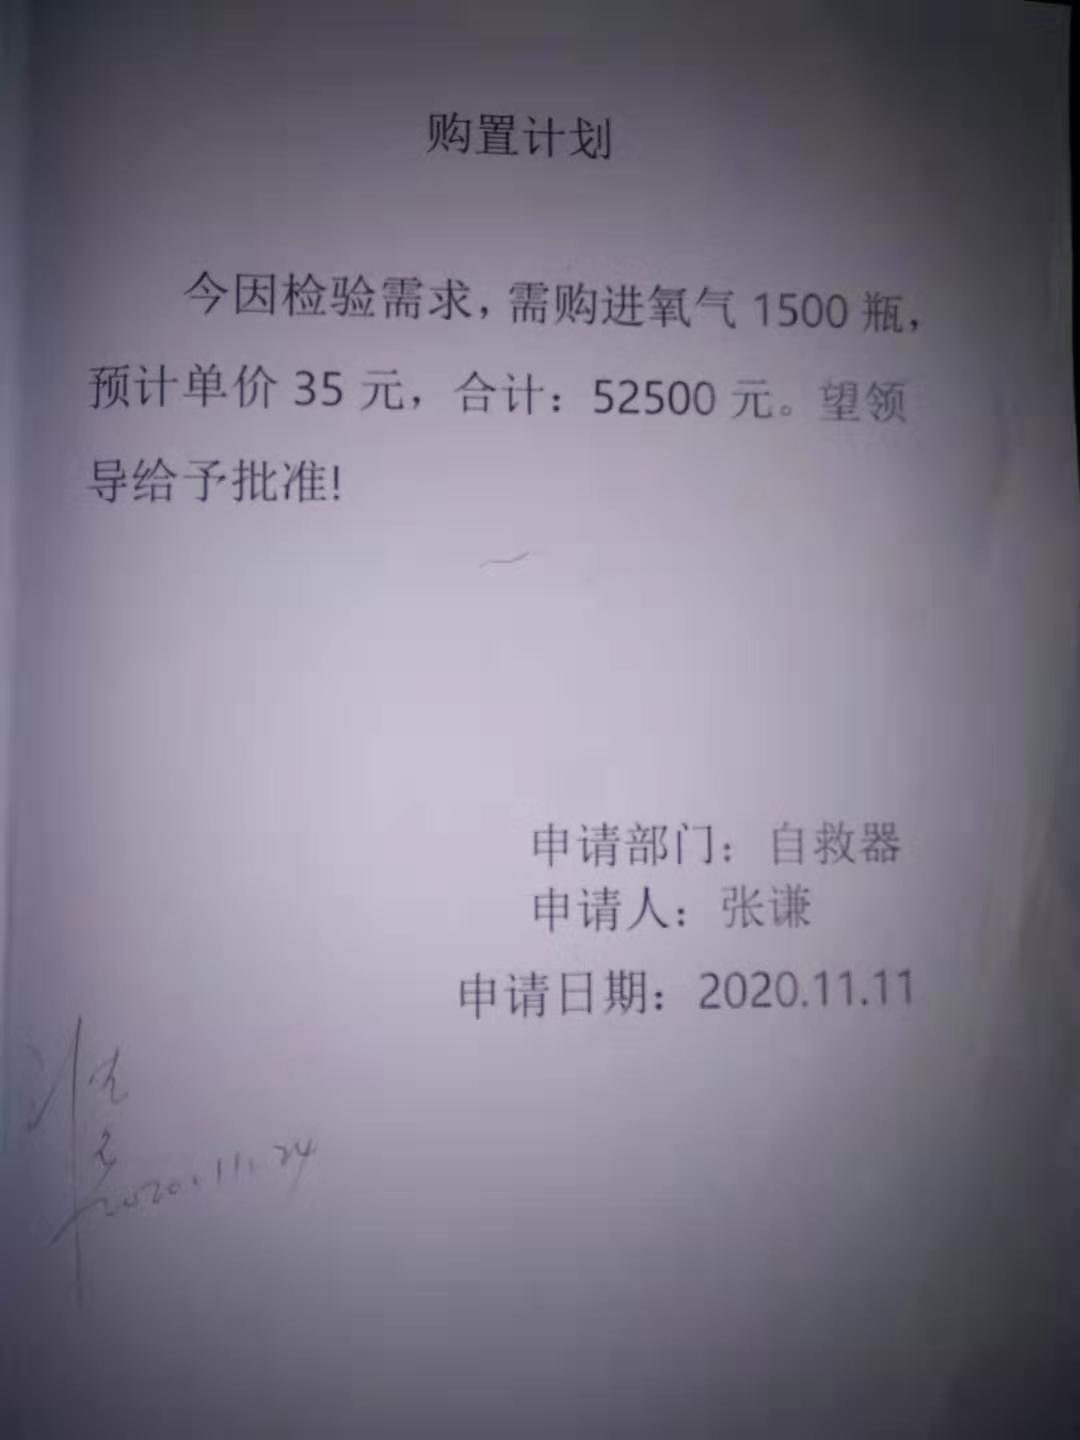 购置计划
今因检验需求，需购进氧气 1500 瓶，
预计单价 35 元，合计：52500 元。望领
导给予批准!
申请部门：自救器
申请人：张谦
申请日期：2020.11.11
2020.11.24